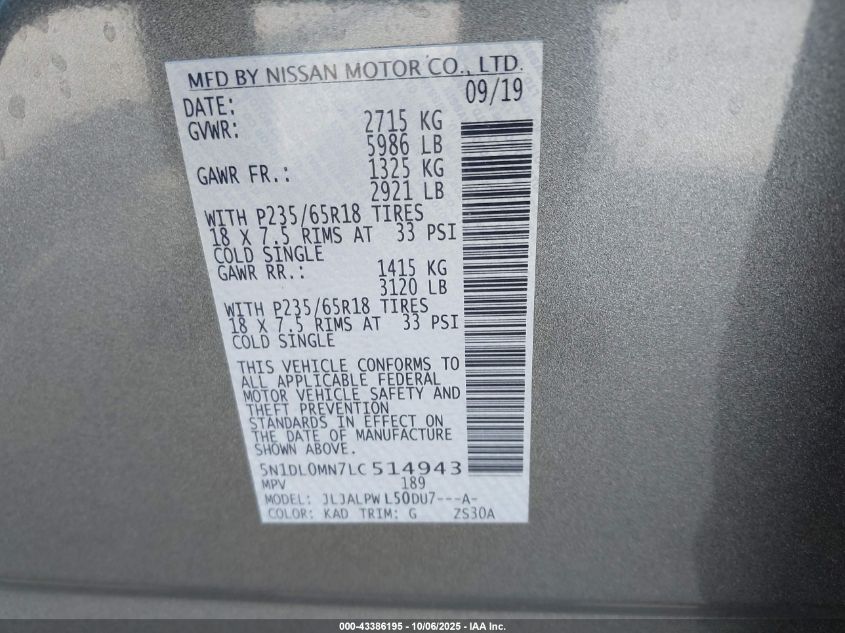 MFD BY NISSAN MOTOR CO., LTD.
DATE: 09/19
GVWR: 2715 KG
5986 LB
GAWR FR.: 1325 KG
2921 LB
WITH P235/65R18 TIRES
18 X 7.5 RIMS AT 33 PSI
COLD SINGLE
GAWR RR.: 1415 KG
3120 LB
WITH P235/65R18 TIRES
18 X 7.5 RIMS AT 33 PSI
COLD SINGLE
THIS VEHICLE CONFORMS TO
ALL APPLICABLE FEDERAL
MOTOR VEHICLE SAFETY AND
THEFT PREVENTION
STANDARDS IN EFFECT ON
THE DATE OF MANUFACTURE
SHOWN ABOVE.
5N1DL0MN7LC514943
MPV 189
MODEL: JLJALPWL50DU7---A-
COLOR: KAD TRIM: G ZS30A
000-43386195 - 10/06/2025 - IAA Inc.